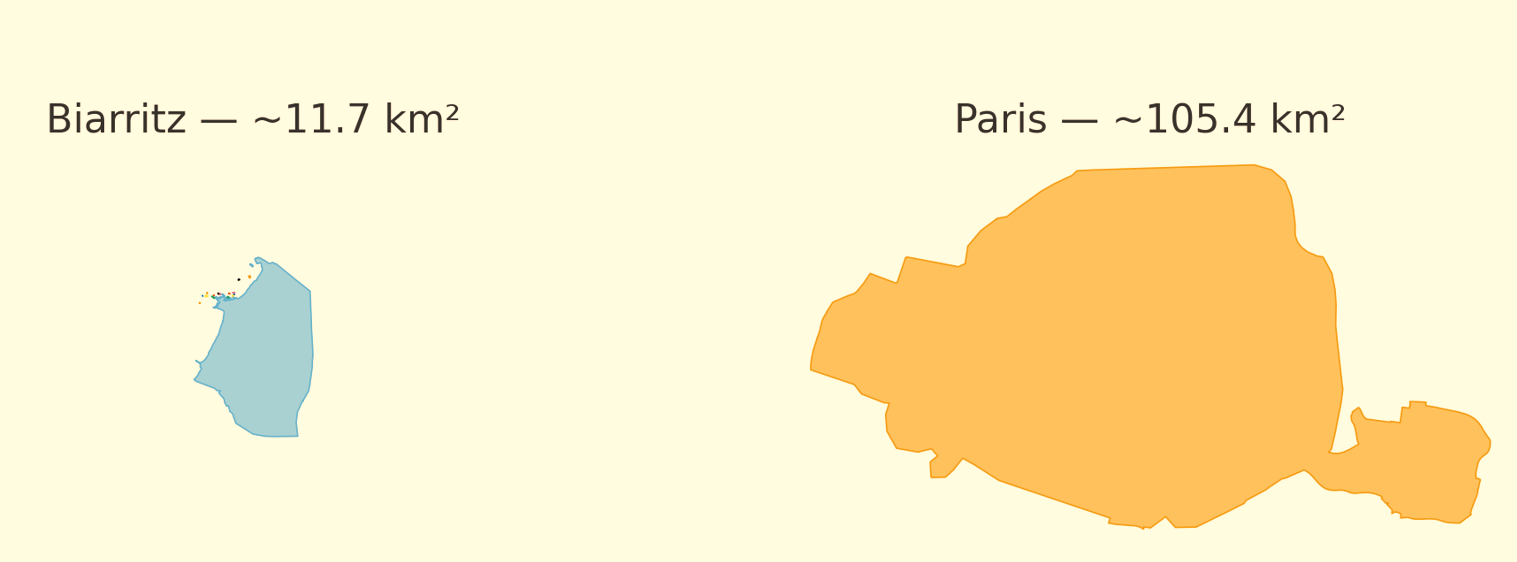 Biarritz — ~11.7 km²
Paris — ~105.4 km²